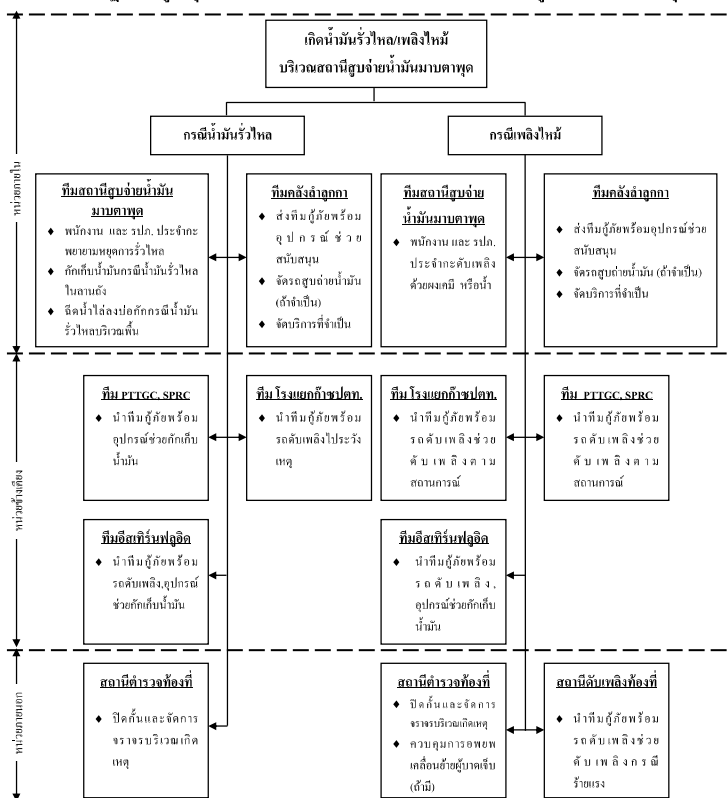 เกิดน้ำมันรั่วไหล/เพลิงไหม้
บริเวณสถานีสูบจ่ายน้ำมันมาบตาพุด
กรณีน้ำมันรั่วไหล
กรณีเพลิงไหม้
หน่วยภายใน
ทีมสถานีสูบจ่ายน้ำมัน
มาบตาพุด
♦ พนักงาน และ รปภ. ประจำกะ
พยายามหยุดการรั่วไหล
♦ กักเก็บน้ำมันกรณีน้ำมันรั่วไหล
ในลานถัง
♦ ฉีดน้ำไล่ลงบ่อกักกรณีน้ำมัน
รั่วไหลบริเวณพื้น
ทีมคลังลำลูกกา
♦ ส่งทีมกู้ภัยพร้อม
อุปกรณ์ช่วย
สนับสนุน
♦ จัดรถสูบถ่ายน้ำมัน
(ถ้าจำเป็น)
♦ จัดบริการที่จำเป็น
ทีมสถานีสูบจ่าย
น้ำมันมาบตาพุด
♦ พนักงาน และ รปภ.
ประจำกะดับเพลิง
ด้วยผงเคมี หรือน้ำ
ทีมคลังลำลูกกา
♦ ส่งทีมกู้ภัยพร้อมอุปกรณ์ช่วย
สนับสนุน
♦ จัดรถสูบถ่ายน้ำมัน (ถ้าจำเป็น)
♦ จัดบริการที่จำเป็น
หน่วยข้างเคียง
ทีม PTTGC, SPRC
♦ นำทีมกู้ภัยพร้อม
อุปกรณ์ช่วยกักเก็บ
น้ำมัน
ทีม โรงแยกก๊าซปตท.
♦ นำทีมกู้ภัยพร้อม
รถดับเพลิงไประวัง
เหตุ
ทีม โรงแยกก๊าซปตท.
♦ นำทีมกู้ภัยพร้อม
รถดับเพลิงช่วย
ดับเพลิงตาม
สถานการณ์
ทีม PTTGC, SPRC
♦ นำทีมกู้ภัยพร้อม
รถดับเพลิงช่วย
ดับเพลิงตาม
สถานการณ์
ทีมอีสเทิร์นฟลูอิด
♦ นำทีมกู้ภัยพร้อม
รถดับเพลิง,อุปกรณ์
ช่วยกักเก็บน้ำมัน
ทีมอีสเทิร์นฟลูอิด
♦ นำทีมกู้ภัยพร้อม
รถดับเพลิง,
อุปกรณ์ช่วยกักเก็บ
น้ำมัน
หน่วยภายนอก
สถานีตำรวจท้องที่
♦ ปิดกั้นและจัดการ
จราจรบริเวณเกิด
เหตุ
สถานีตำรวจท้องที่
♦ ปิดกั้นและจัดการ
จราจรบริเวณเกิดเหตุ
♦ ควบคุมการอพยพ
เคลื่อนย้ายผู้บาดเจ็บ
(ถ้ามี)
สถานีดับเพลิงท้องที่
♦ นำทีมกู้ภัยพร้อม
รถดับเพลิงช่วย
ดับเพลิงกรณี
ร้ายแรง